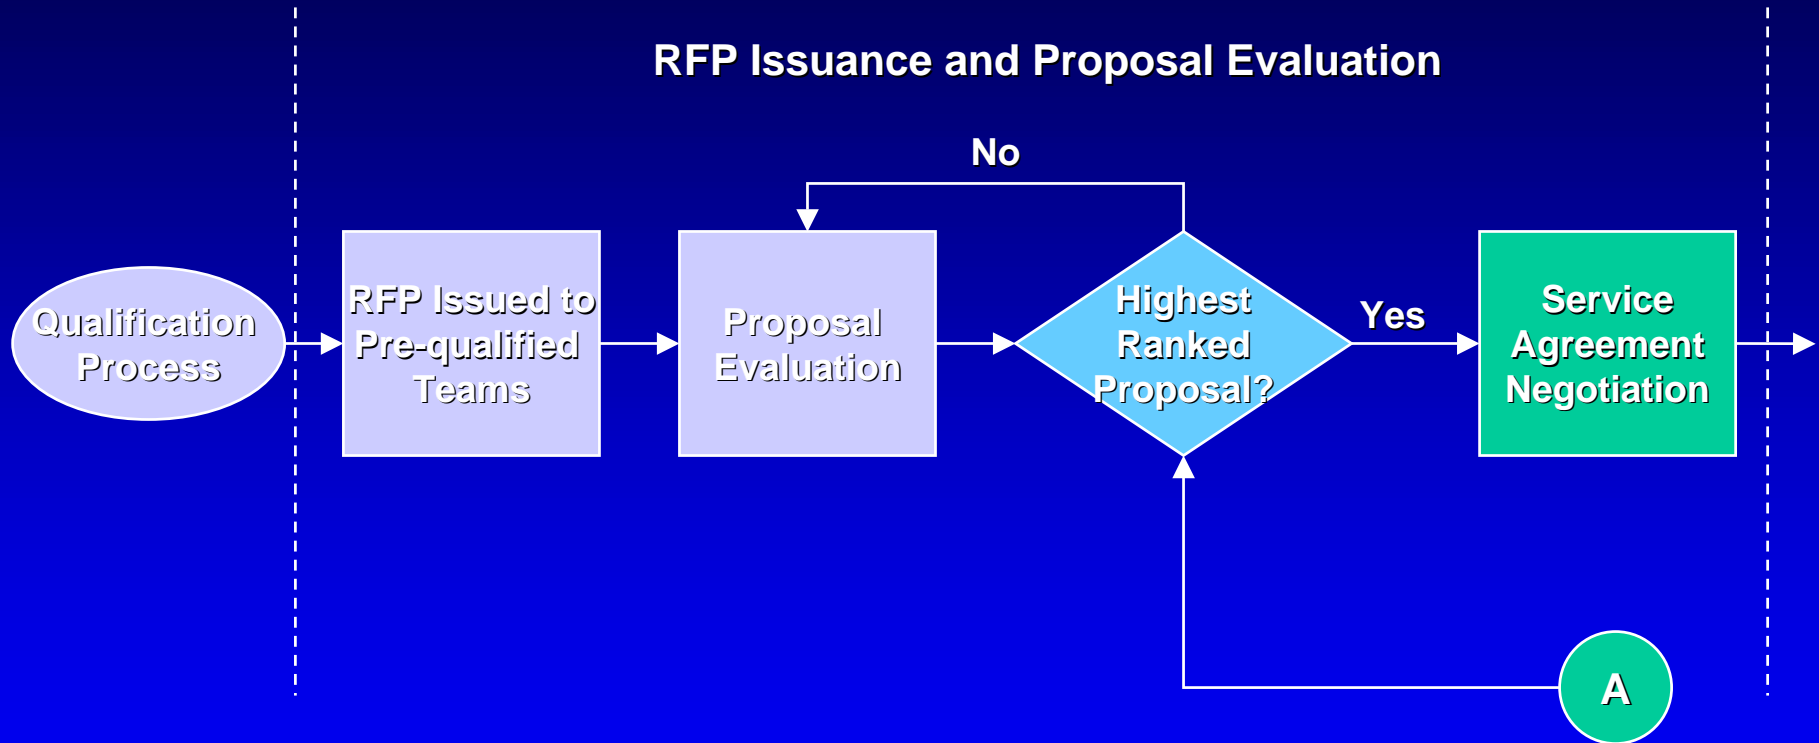 RFP Issuance and Proposal Evaluation
No
Qualification
Process
RFP Issued to
Pre-qualified
Teams
Proposal
Evaluation
Highest
Ranked
Proposal?
Yes
Service
Agreement
Negotiation
A